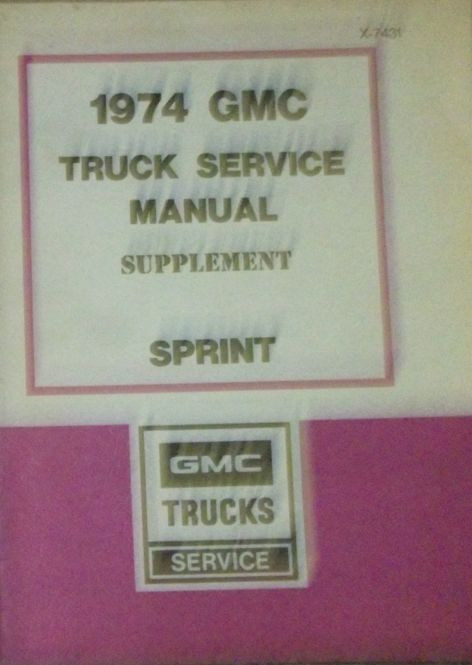 X-7431
1974 GMC
TRUCK SERVICE
MANUAL
SUPPLEMENT
SPRINT
GMC
TRUCKS
SERVICE